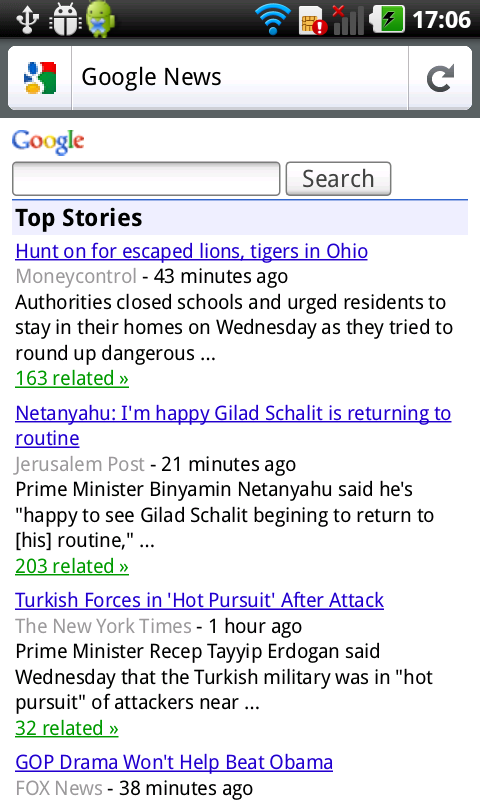 17:06
Google News
Google
Search
Top Stories
Hunt on for escaped lions, tigers in Ohio
Moneycontrol - 43 minutes ago
Authorities closed schools and urged residents to
stay in their homes on Wednesday as they tried to
round up dangerous ...
163 related »
Netanyahu: I'm happy Gilad Schalit is returning to
routine
Jerusalem Post - 21 minutes ago
Prime Minister Binyamin Netanyahu said he's
"happy to see Gilad Schalit begining to return to
[his] routine," ...
203 related »
Turkish Forces in 'Hot Pursuit' After Attack
The New York Times - 1 hour ago
Prime Minister Recep Tayyip Erdogan said
Wednesday that the Turkish military was in "hot
pursuit" of attackers near ...
32 related »
GOP Drama Won't Help Beat Obama
FOX News - 38 minutes ago